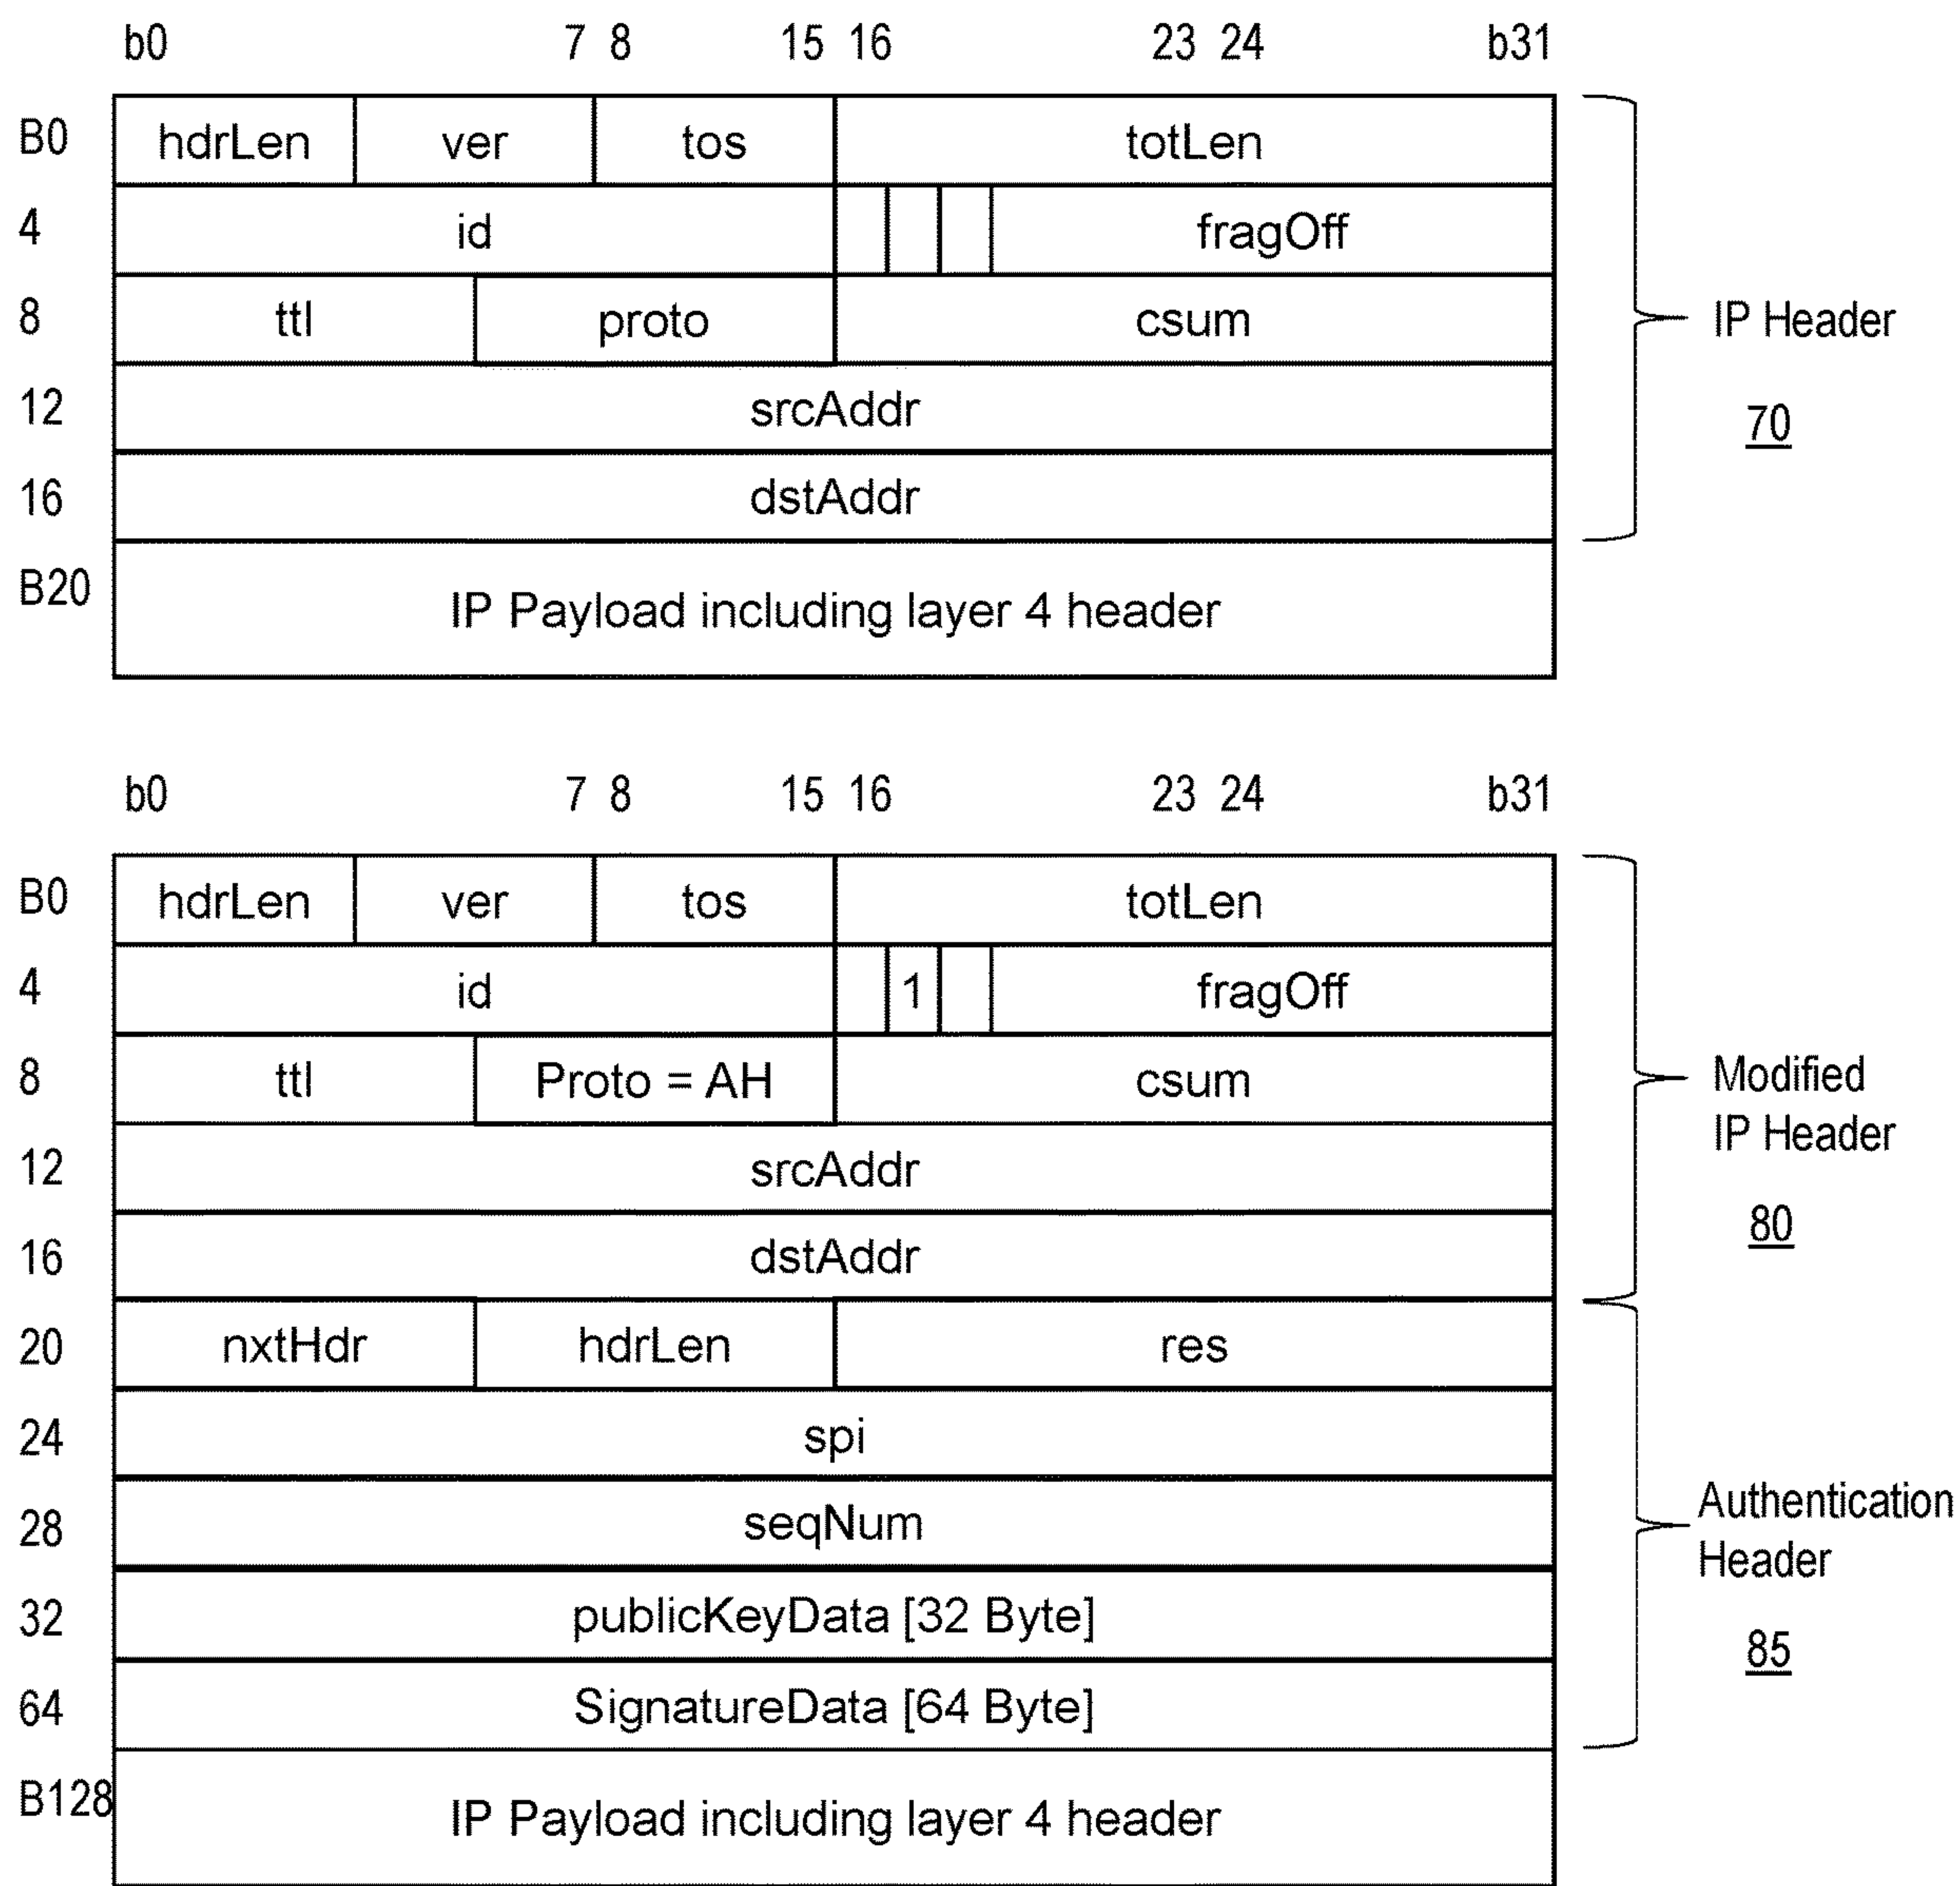 b0 7 8 15 16 23 24 b31
B0 hdrLen ver tos totLen
4 id fragOff
8 ttl proto csum
IP Header
12 srcAddr
70
16 dstAddr
B20 IP Payload including layer 4 header
b0 7 8 15 16 23 24 b31
B0 hdrLen ver tos totLen
4 id 1 fragOff
8 ttl Proto = AH csum
Modified
IP Header
12 srcAddr
80
16 dstAddr
20 nxtHdr hdrLen res
24 spi
28 seqNum
Authentication
Header
32 publicKeyData [32 Byte]
85
64 SignatureData [64 Byte]
B128 IP Payload including layer 4 header